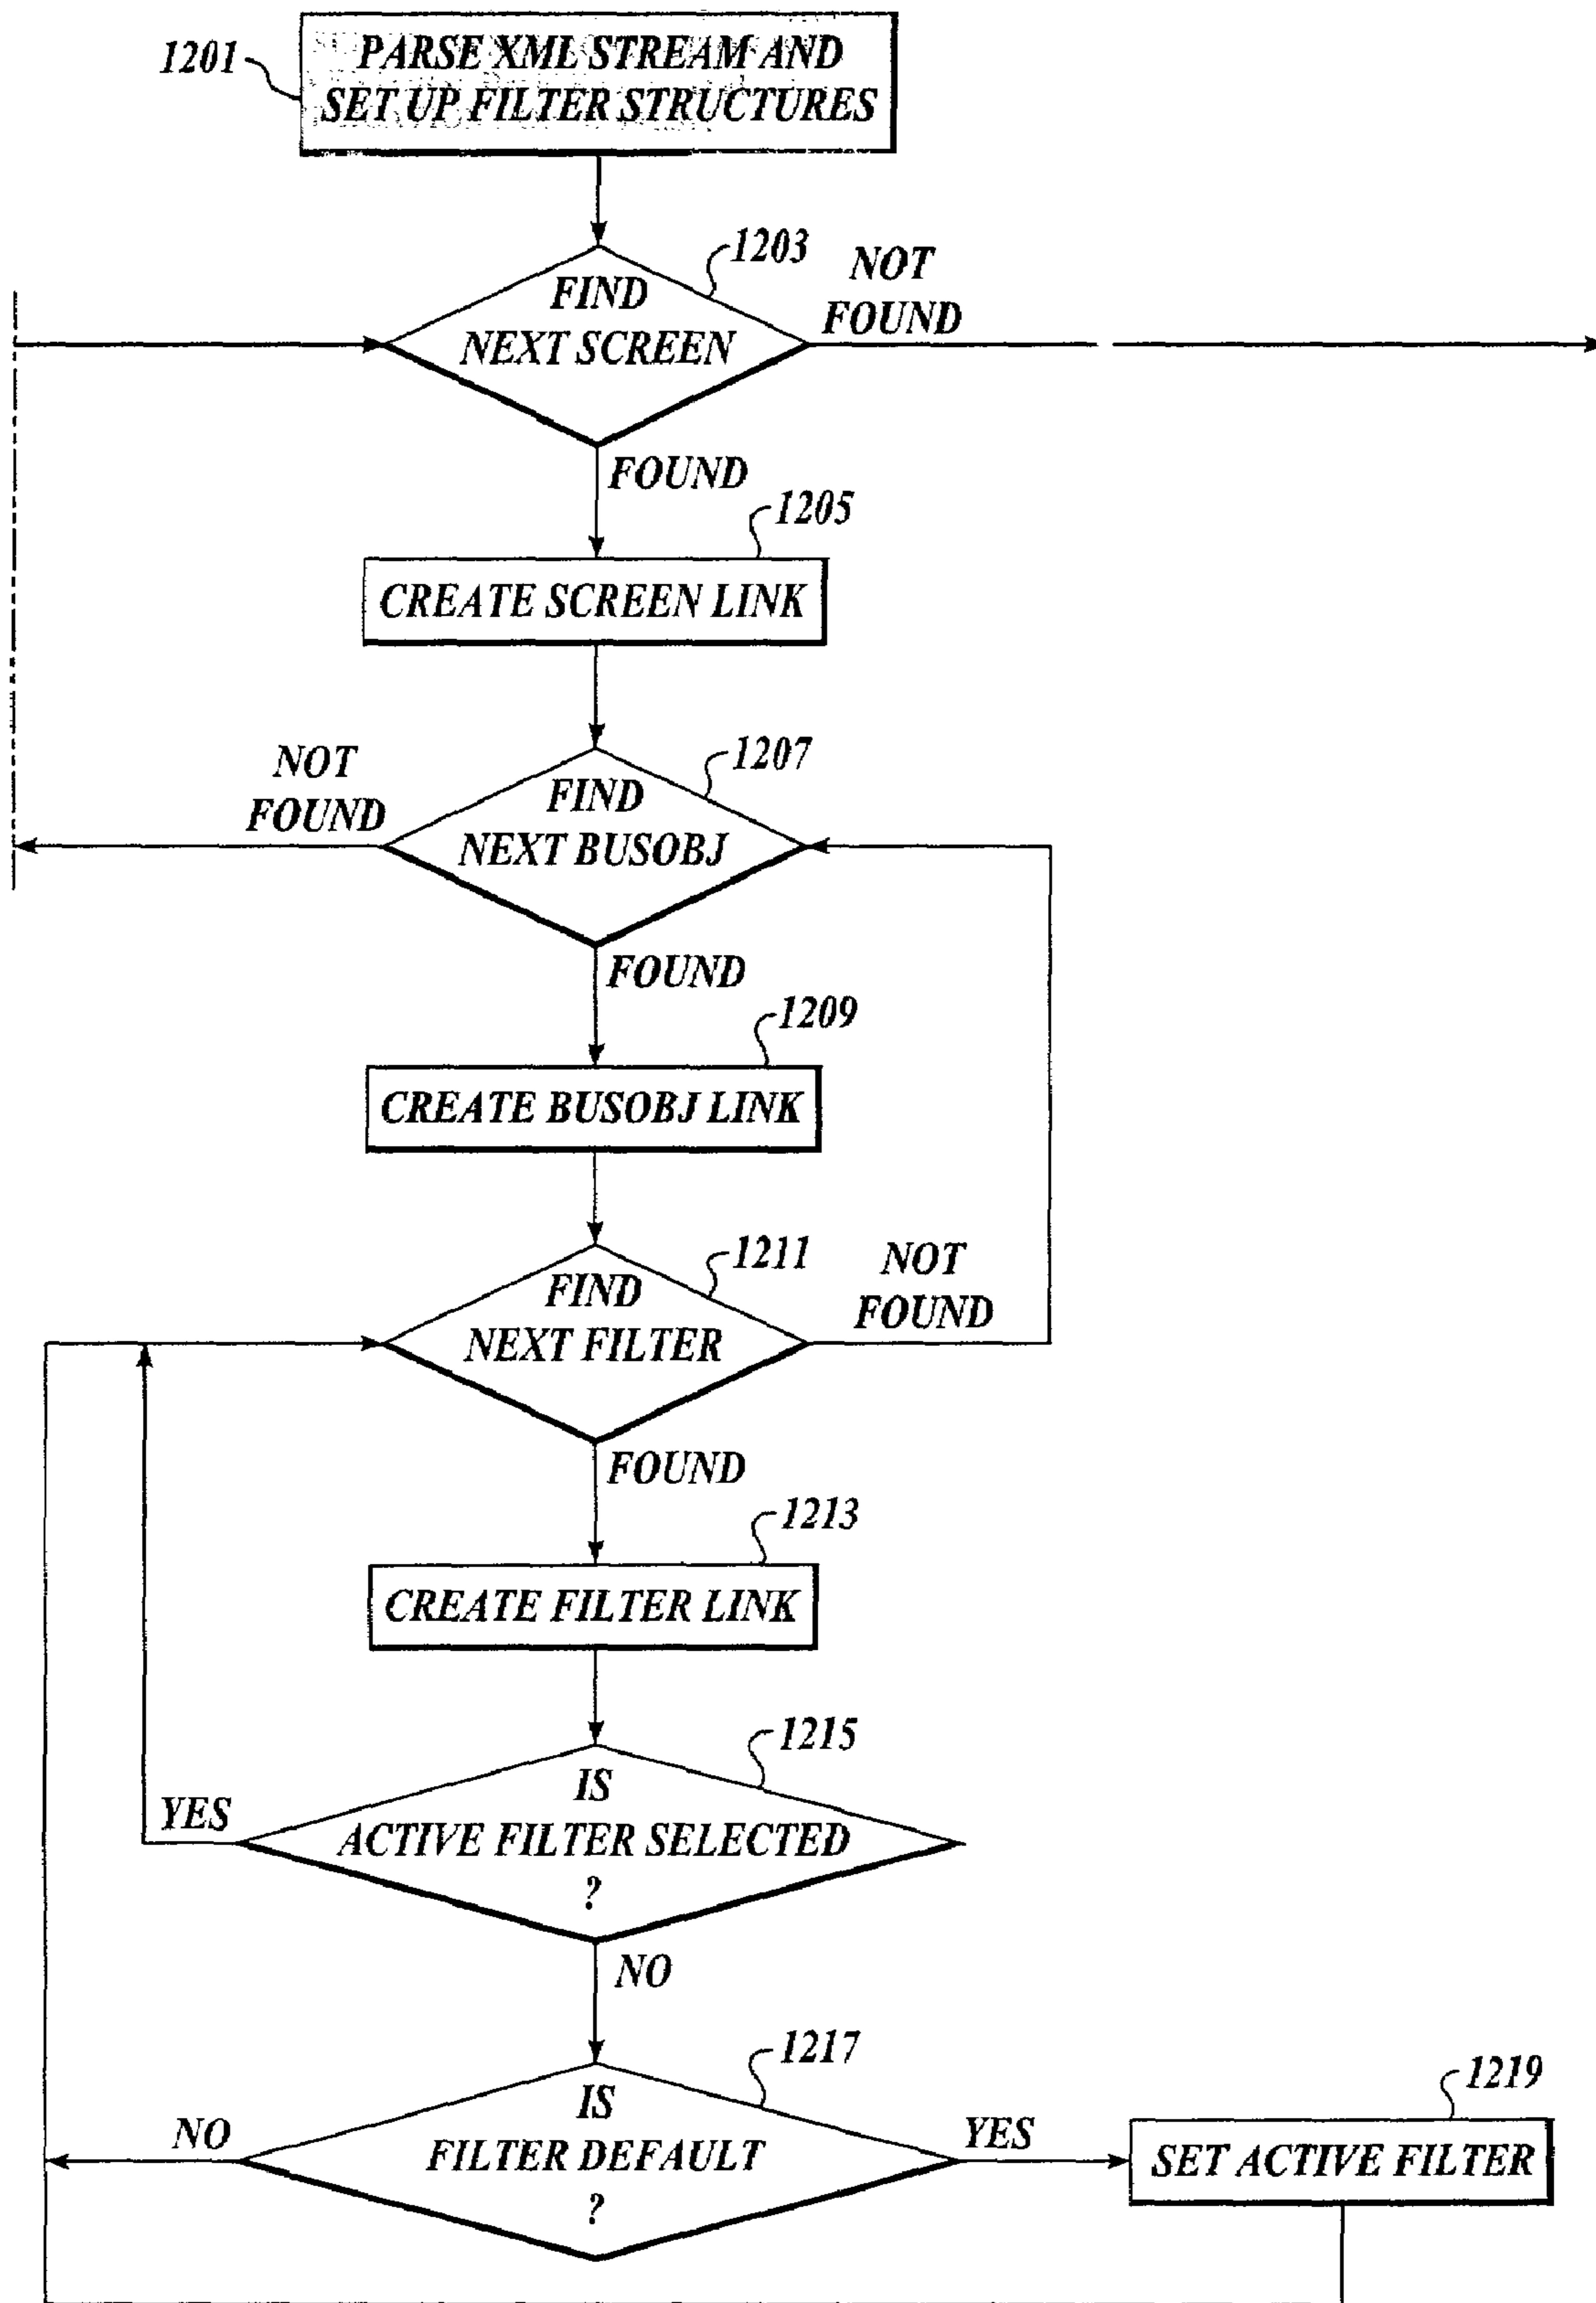 1201
PARSE XML STREAM AND
SET UP FILTER STRUCTURES
1203
NOT
FOUND
FIND
NEXT SCREEN
FOUND
1205
CREATE SCREEN LINK
1207
NOT
FOUND
FIND
NEXT BUSOBJ
FOUND
1209
CREATE BUSOBJ LINK
1211
NOT
FOUND
FIND
NEXT FILTER
FOUND
1213
CREATE FILTER LINK
1215
IS
YES
ACTIVE FILTER SELECTED
?
NO
1217
1219
IS
NO
FILTER DEFAULT
YES
SET ACTIVE FILTER
?